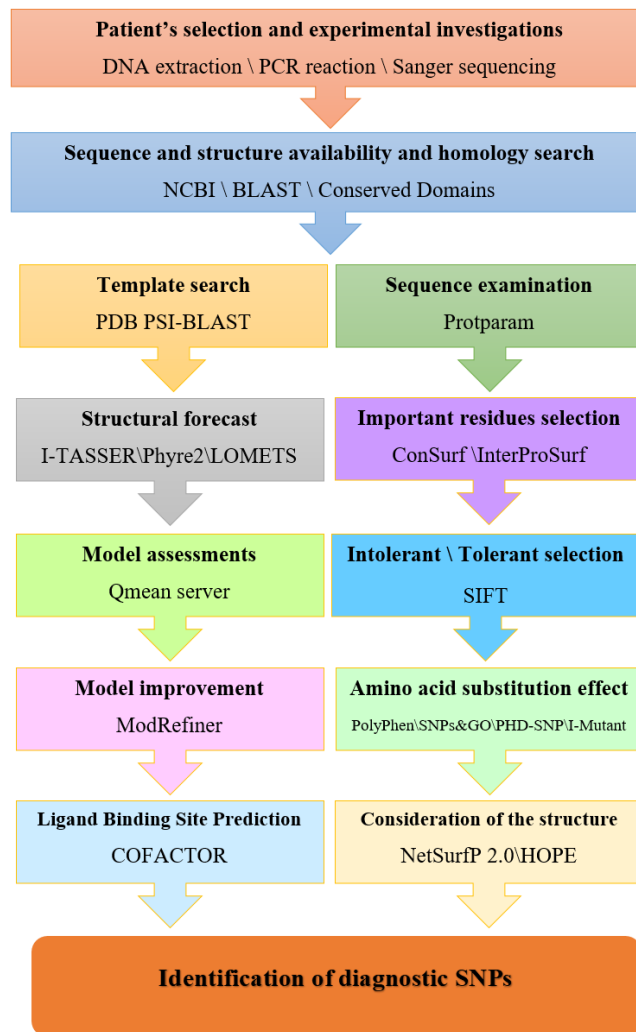 Patient's selection and experimental investigations
DNA extraction \ PCR reaction \ Sanger sequencing
Sequence and structure availability and homology search
NCBI \ BLAST \ Conserved Domains
Template search
PDB PSI-BLAST
Sequence examination
Protparam
Structural forecast
I-TASSER\Phyre2\LOMETS
Important residues selection
ConSurf \InterProSurf
Model assessments
Qmean server
Intolerant \ Tolerant selection
SIFT
Model improvement
ModRefiner
Amino acid substitution effect
PolyPhen\SNPs&GO\PHD-SNP\I-Mutant
Ligand Binding Site Prediction
COFACTOR
Consideration of the structure
NetSurfP 2.0\HOPE
Identification of diagnostic SNPs